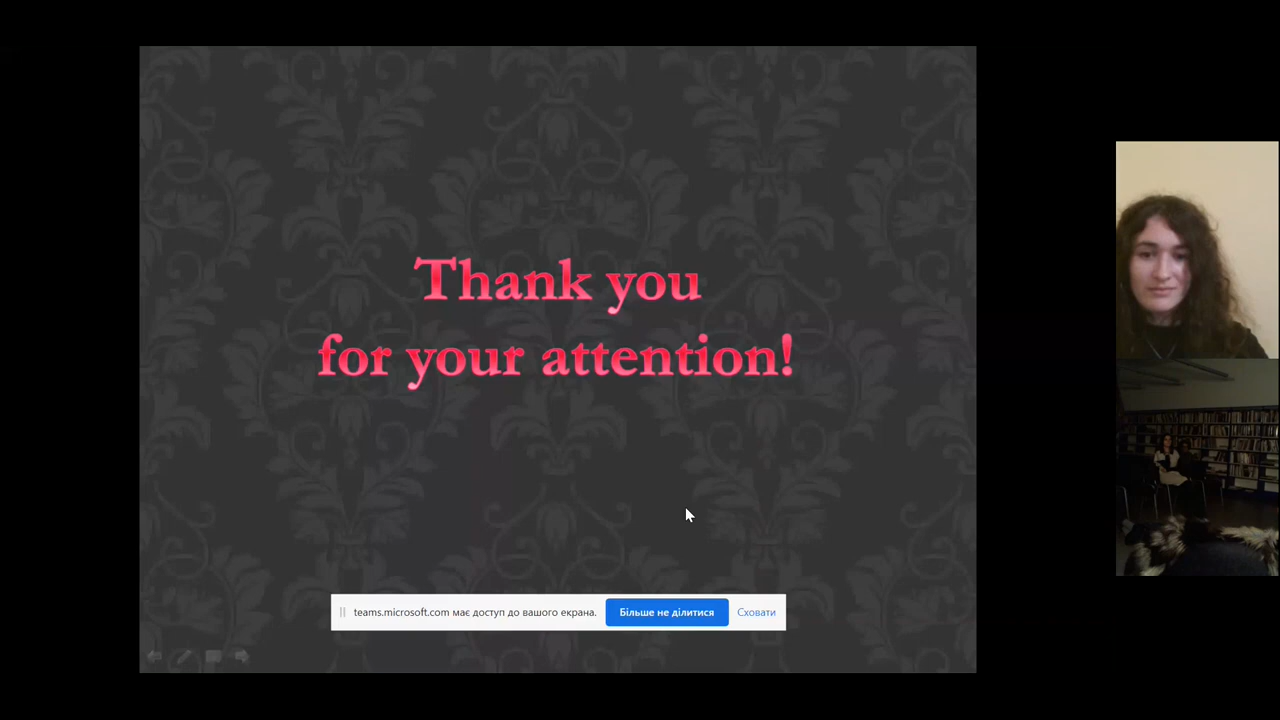 Thank you
for your attention!
teams.microsoft.com має доступ до вашого екрана. Більше не ділитися Сховати